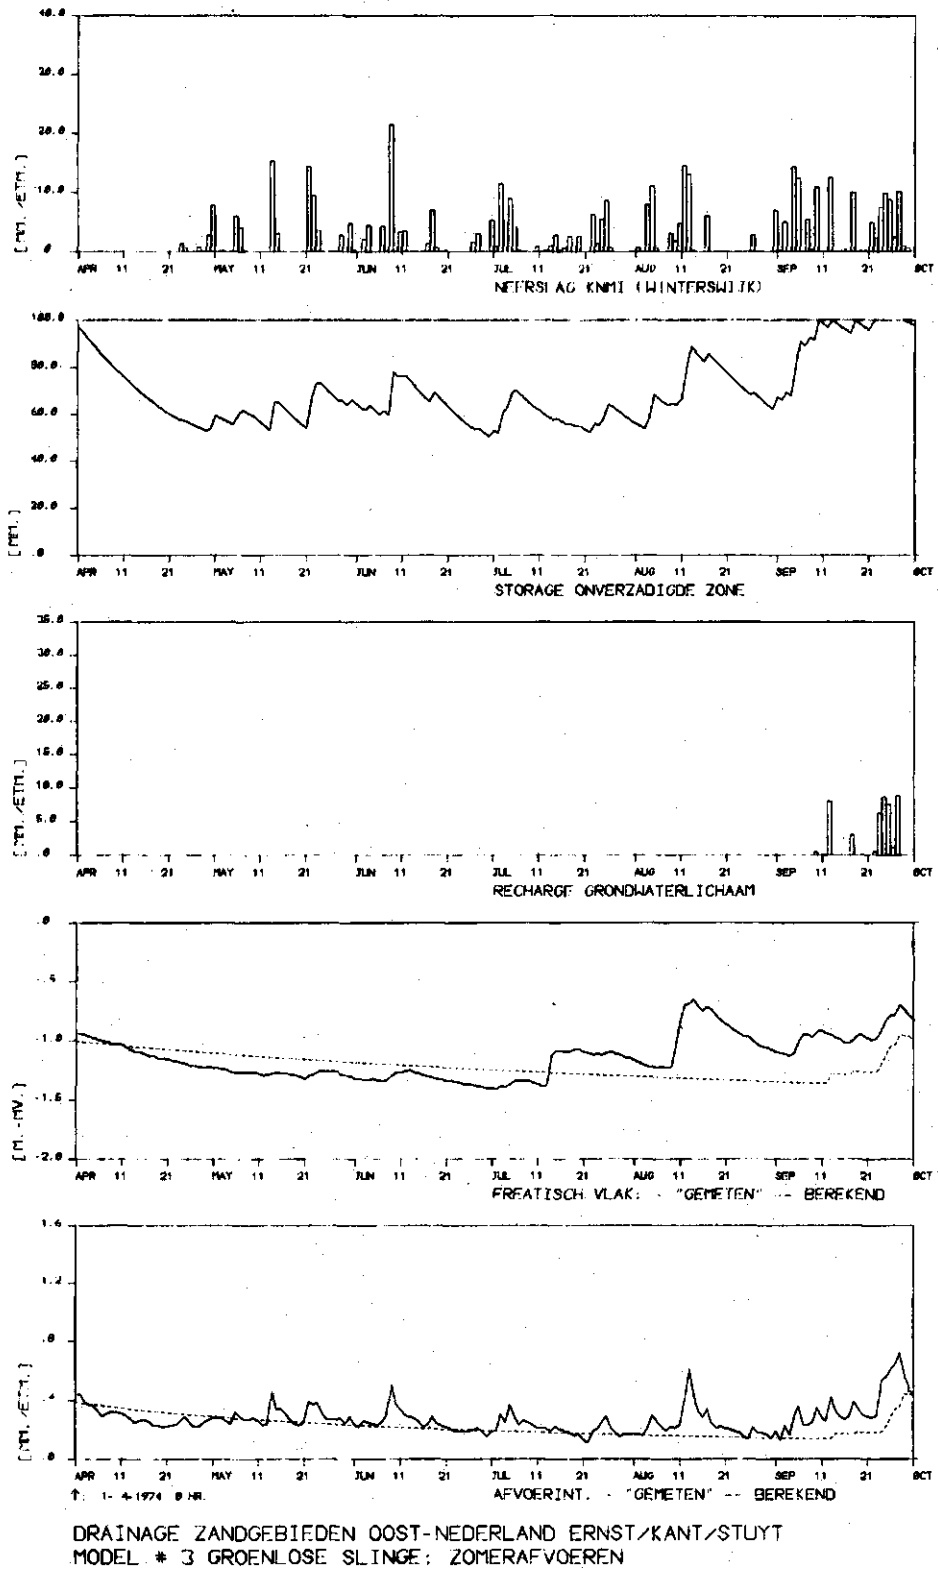 40.0
30.0
20.0
10.0
.0
[MM./ETM.]
APR 11 21 MAY 11 21 JUN 11 21 JUL 11 21 AUG 11 21 SEP 11 21 OCT
NEERSLAG KNMI (WINTERSWIJK)
100.0
80.0
60.0
40.0
20.0
.0
[MM.]
APR 11 21 MAY 11 21 JUN 11 21 JUL 11 21 AUG 11 21 SEP 11 21 OCT
STORAGE ONVERZADIGDE ZONE
35.0
30.0
25.0
20.0
15.0
10.0
5.0
.0
[MM./ETM.]
APR 11 21 MAY 11 21 JUN 11 21 JUL 11 21 AUG 11 21 SEP 11 21 OCT
RECHARGE GRONDWATERLICHAAM
.0
-.5
-1.0
-1.5
-2.0
[M.-MV.]
APR 11 21 MAY 11 21 JUN 11 21 JUL 11 21 AUG 11 21 SEP 11 21 OCT
FREATISCH VLAK: - "GEMETEN" -- BEREKEND
1.6
1.2
.8
.4
.0
[MM./ETM.]
APR 11 21 MAY 11 21 JUN 11 21 JUL 11 21 AUG 11 21 SEP 11 21 OCT
↑: 1- 4-1974 0 HR.
AFVOERINT. - "GEMETEN" -- BEREKEND
DRAINAGE ZANDGEBIEDEN OOST-NEDERLAND ERNST/KANT/STUYT
MODEL # 3 GROENLOSE SLINGE: ZOMERAFVOEREN